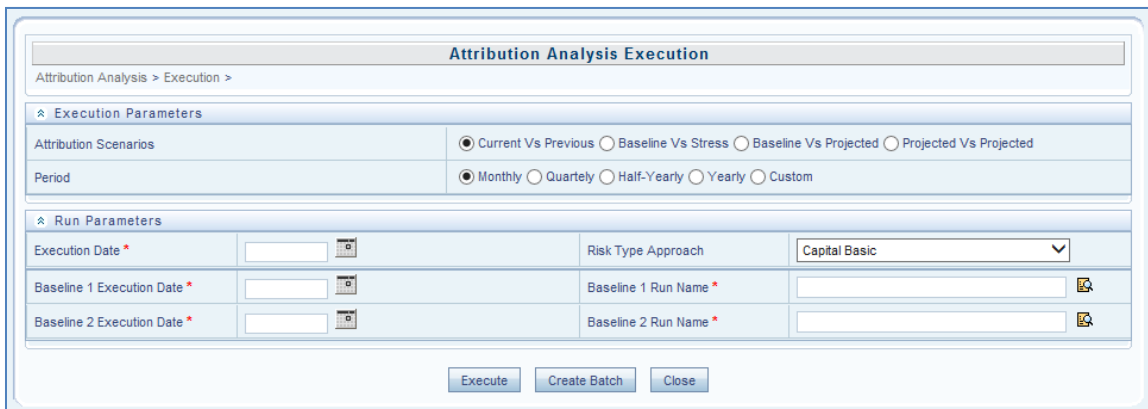 Attribution Analysis Execution
Attribution Analysis > Execution >
Execution Parameters
Attribution Scenarios Current Vs Previous Baseline Vs Stress Baseline Vs Projected Projected Vs Projected
Period Monthly Quartely Half-Yearly Yearly Custom
Run Parameters
Execution Date * Risk Type Approach Capital Basic
Baseline 1 Execution Date * Baseline 1 Run Name *
Baseline 2 Execution Date * Baseline 2 Run Name *
Execute Create Batch Close